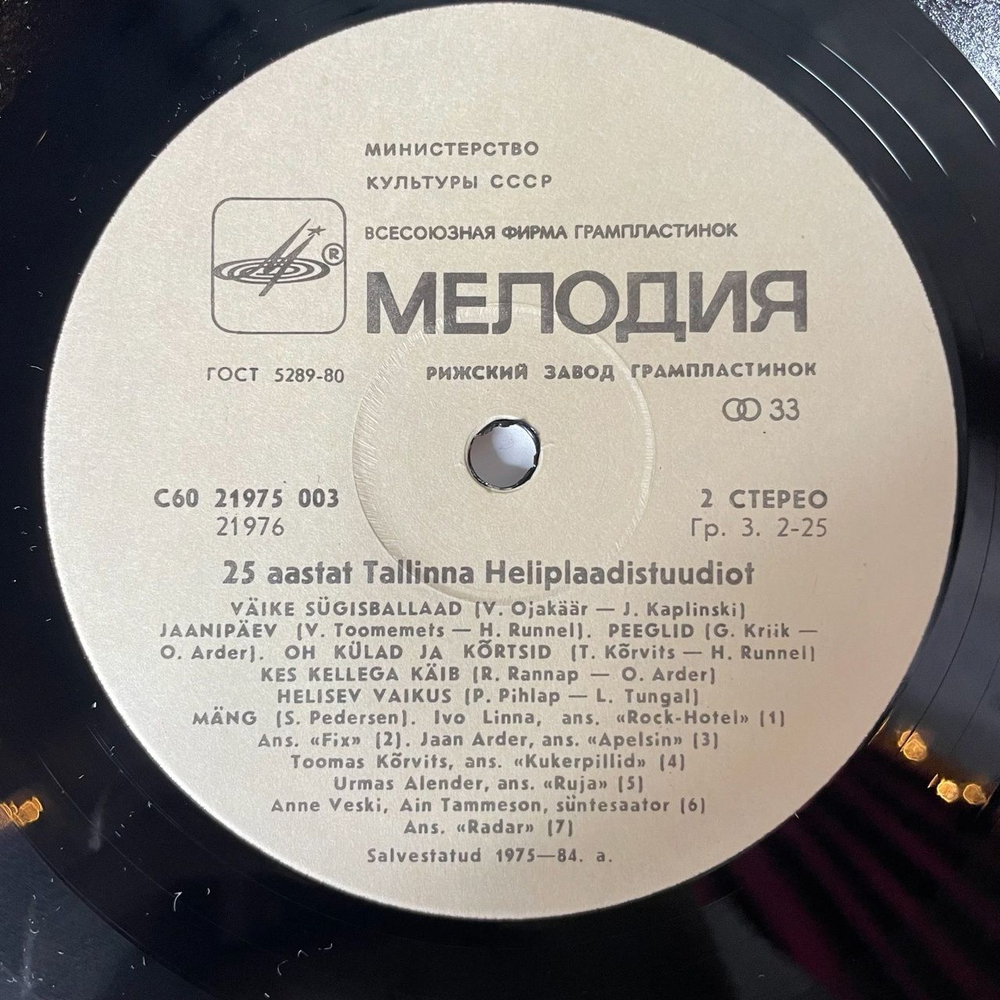 МИНИСТЕРСТВО
КУЛЬТУРЫ СССР
ВСЕСОЮЗНАЯ ФИРМА ГРАМПЛАСТИНОК
®
МЕЛОДИЯ
ГОСТ 5289-80
РИЖСКИЙ ЗАВОД ГРАМПЛАСТИНОК
33
С60 21975 003
2 СТЕРЕО
21976
Гр. 3. 2-25
25 aastat Tallinna Heliplaadistuudiot
VÄIKE SÜGISBALLAAD (V. Ojakäär — J. Kaplinski)
JAANIPÄEV (V. Toomemets — H. Runnel). PEEGLID (G. Kriik —
O. Arder). OH KÜLAD JA KÕRTSID (T. Kõrvits — H. Runnel)
KES KELLEGA KÄIB (R. Rannap — O. Arder)
HELISEV VAIKUS (P. Pihlap — L. Tungal)
MÄNG (S. Pedersen). Ivo Linna, ans. «Rock-Hotel» (1)
Ans. «Fix» (2). Jaan Arder, ans. «Apelsin» (3)
Toomas Kõrvits, ans. «Kukerpillid» (4)
Urmas Alender, ans. «Ruja» (5)
Anne Veski, Ain Tammeson, süntesaator (6)
Ans. «Radar» (7)
Salvestatud 1975—84. a.